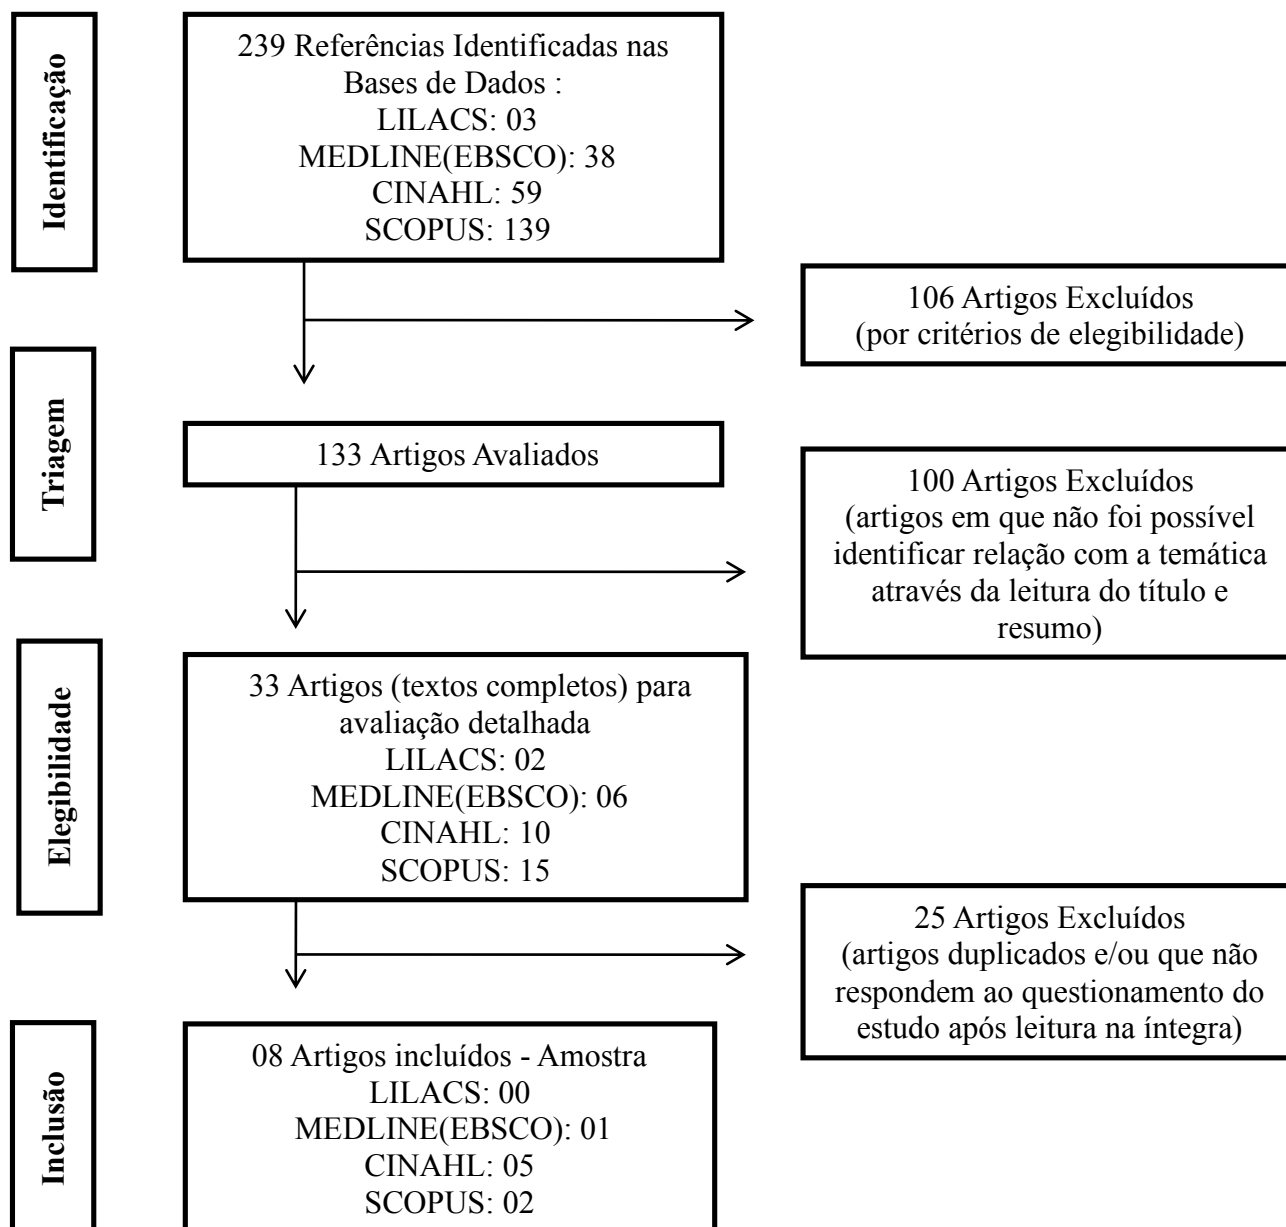 Identificação
239 Referências Identificadas nas
Bases de Dados :
LILACS: 03
MEDLINE(EBSCO): 38
CINAHL: 59
SCOPUS: 139
106 Artigos Excluídos
(por critérios de elegibilidade)
Triagem
133 Artigos Avaliados
100 Artigos Excluídos
(artigos em que não foi possível
identificar relação com a temática
através da leitura do título e
resumo)
Elegibilidade
33 Artigos (textos completos) para
avaliação detalhada
LILACS: 02
MEDLINE(EBSCO): 06
CINAHL: 10
SCOPUS: 15
25 Artigos Excluídos
(artigos duplicados e/ou que não
respondem ao questionamento do
estudo após leitura na íntegra)
Inclusão
08 Artigos incluídos - Amostra
LILACS: 00
MEDLINE(EBSCO): 01
CINAHL: 05
SCOPUS: 02